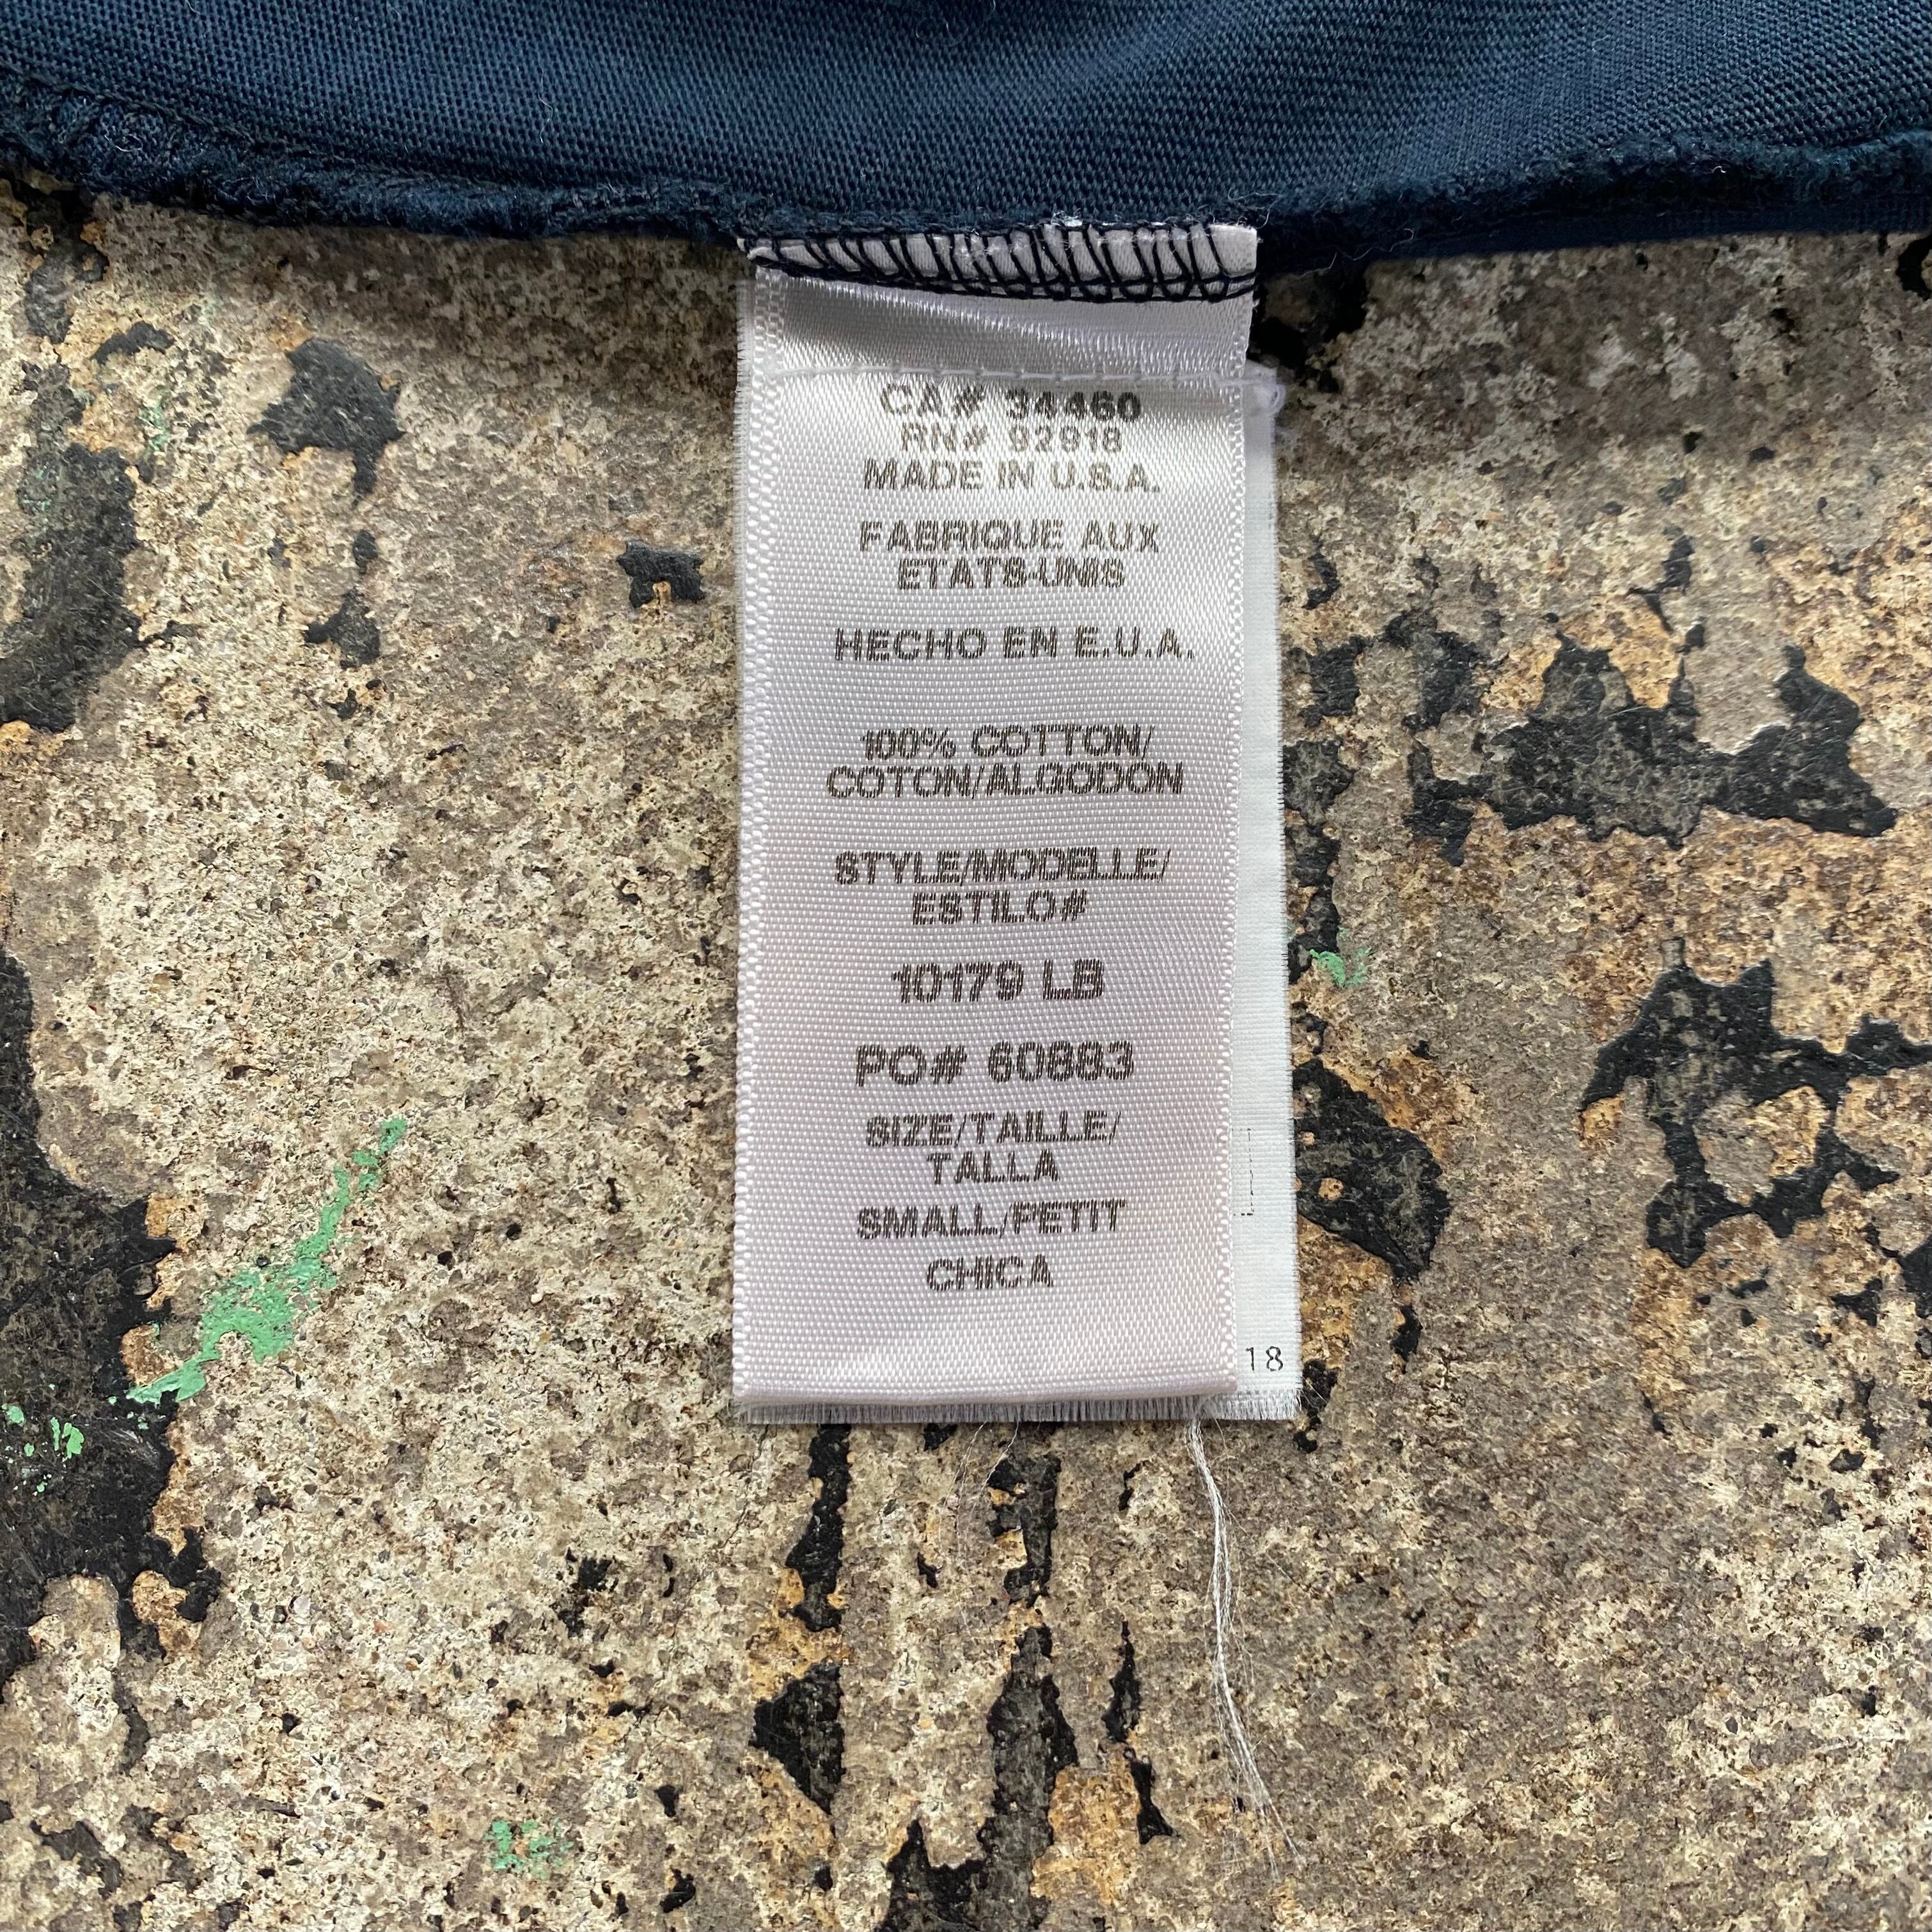 CA# 34460
RN# 92918
MADE IN U.S.A.
FABRIQUE AUX
ETATS-UNIS
HECHO EN E.U.A.
100% COTTON/
COTON/ALGODON
STYLE/MODELLE/
ESTILO#
10179 LB
PO# 60883
SIZE/TAILLE/
TALLA
SMALL/PETIT
CHICA
18